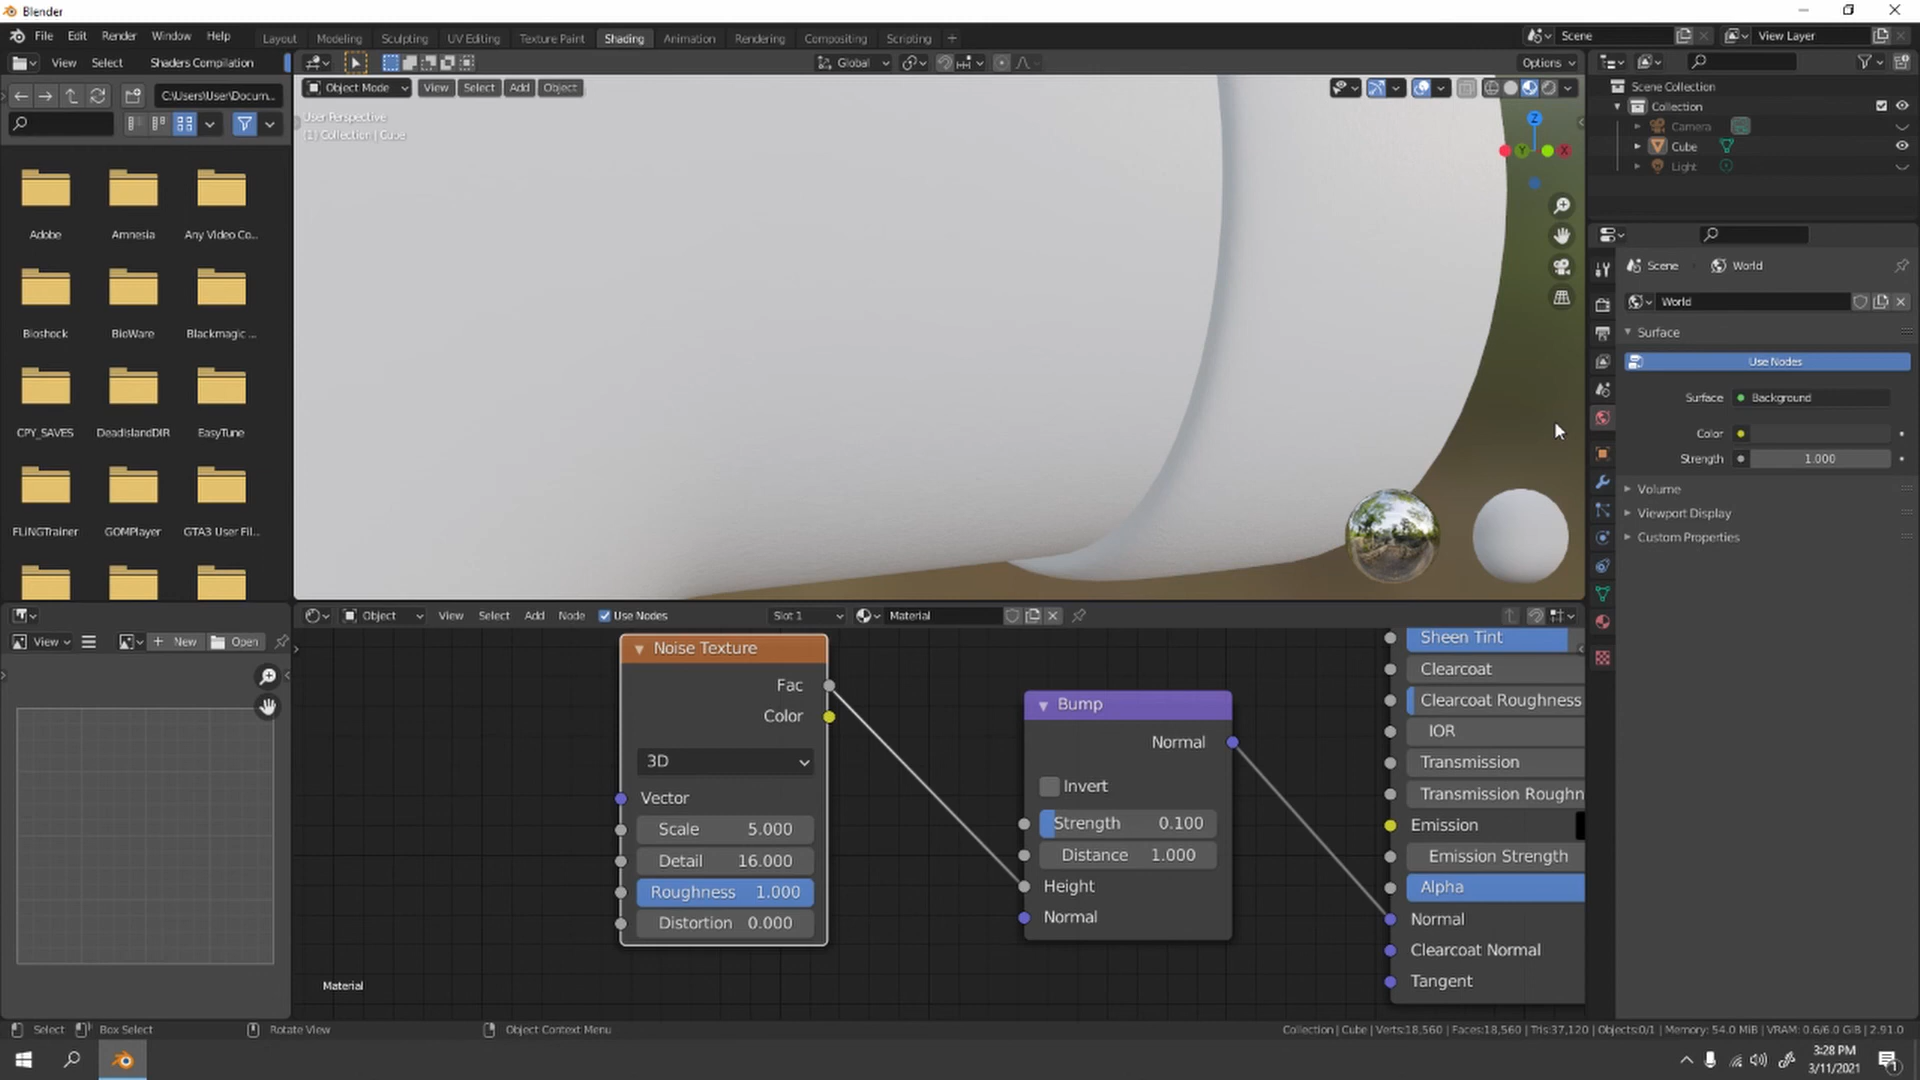 Blender
File Edit Render Window Help
Layout Modeling Sculpting UV Editing Texture Paint Shading Animation Rendering Compositing Scripting +
Scene
View Layer
View Select Shaders Compilation
Global
Options
C:\Users\User\Docum...
Object Mode View Select Add Object
User Perspective
(1) Collection | Cube
Z
Y
X
Adobe Amnesia Any Video Co...
Bioshock BioWare Blackmagic ...
CPY_SAVES DeadIslandDIR EasyTune
FLINGTrainer GOMPlayer GTA3 User Fil...
Scene Collection
Collection
Camera
Cube
Light
Scene World
World
Surface
Use Nodes
Surface Background
Color
Strength 1.000
Volume
Viewport Display
Custom Properties
View New Open
Object View Select Add Node Use Nodes Slot 1 Material
Noise Texture
Fac
Color
3D
Vector
Scale 5.000
Detail 16.000
Roughness 1.000
Distortion 0.000
Bump
Normal
Invert
Strength 0.100
Distance 1.000
Height
Normal
Sheen Tint
Clearcoat
Clearcoat Roughness
IOR
Transmission
Transmission Roughn
Emission
Emission Strength
Alpha
Normal
Clearcoat Normal
Tangent
Material
Select Box Select Rotate View Object Context Menu
Collection | Cube | Verts:18,560 | Faces:18,560 | Tris:37,120 | Objects:0/1 | Memory: 54.0 MiB | VRAM: 0.6/6.0 GiB | 2.91.0
3:28 PM
3/11/2021
1